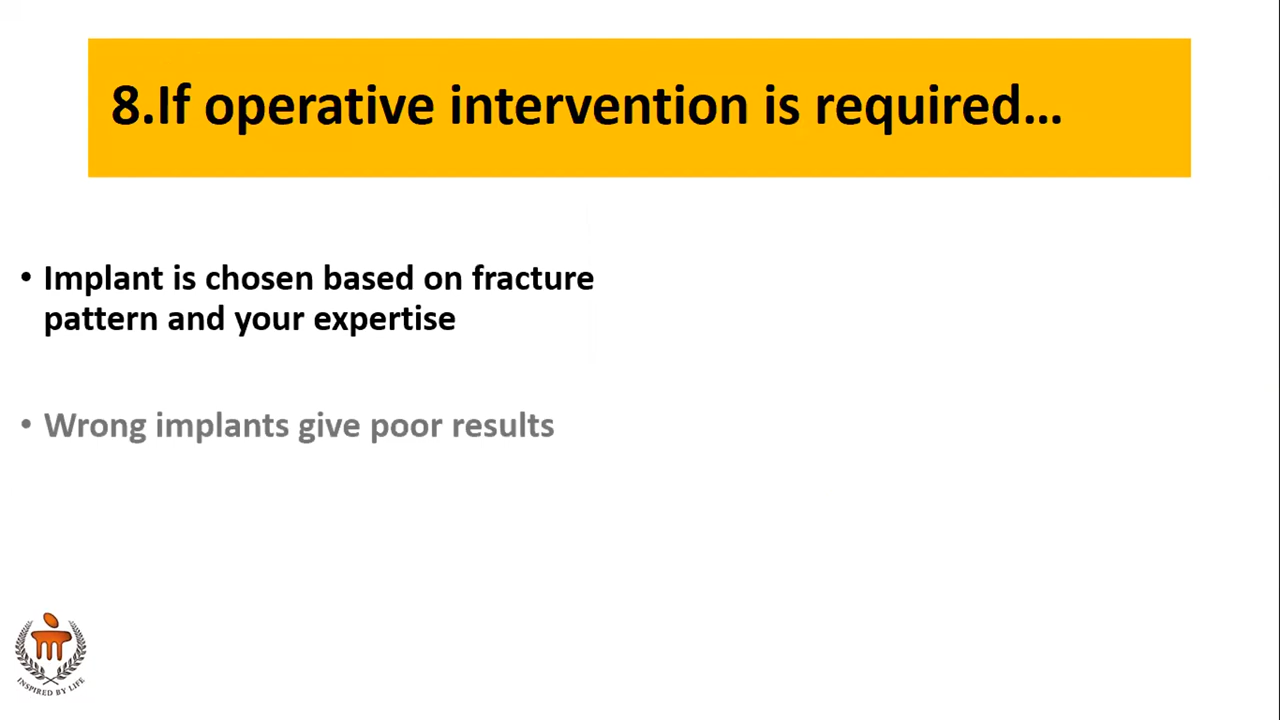 8.If operative intervention is required...
• Implant is chosen based on fracture
pattern and your expertise
• Wrong implants give poor results
INSPIRED BY LIFE